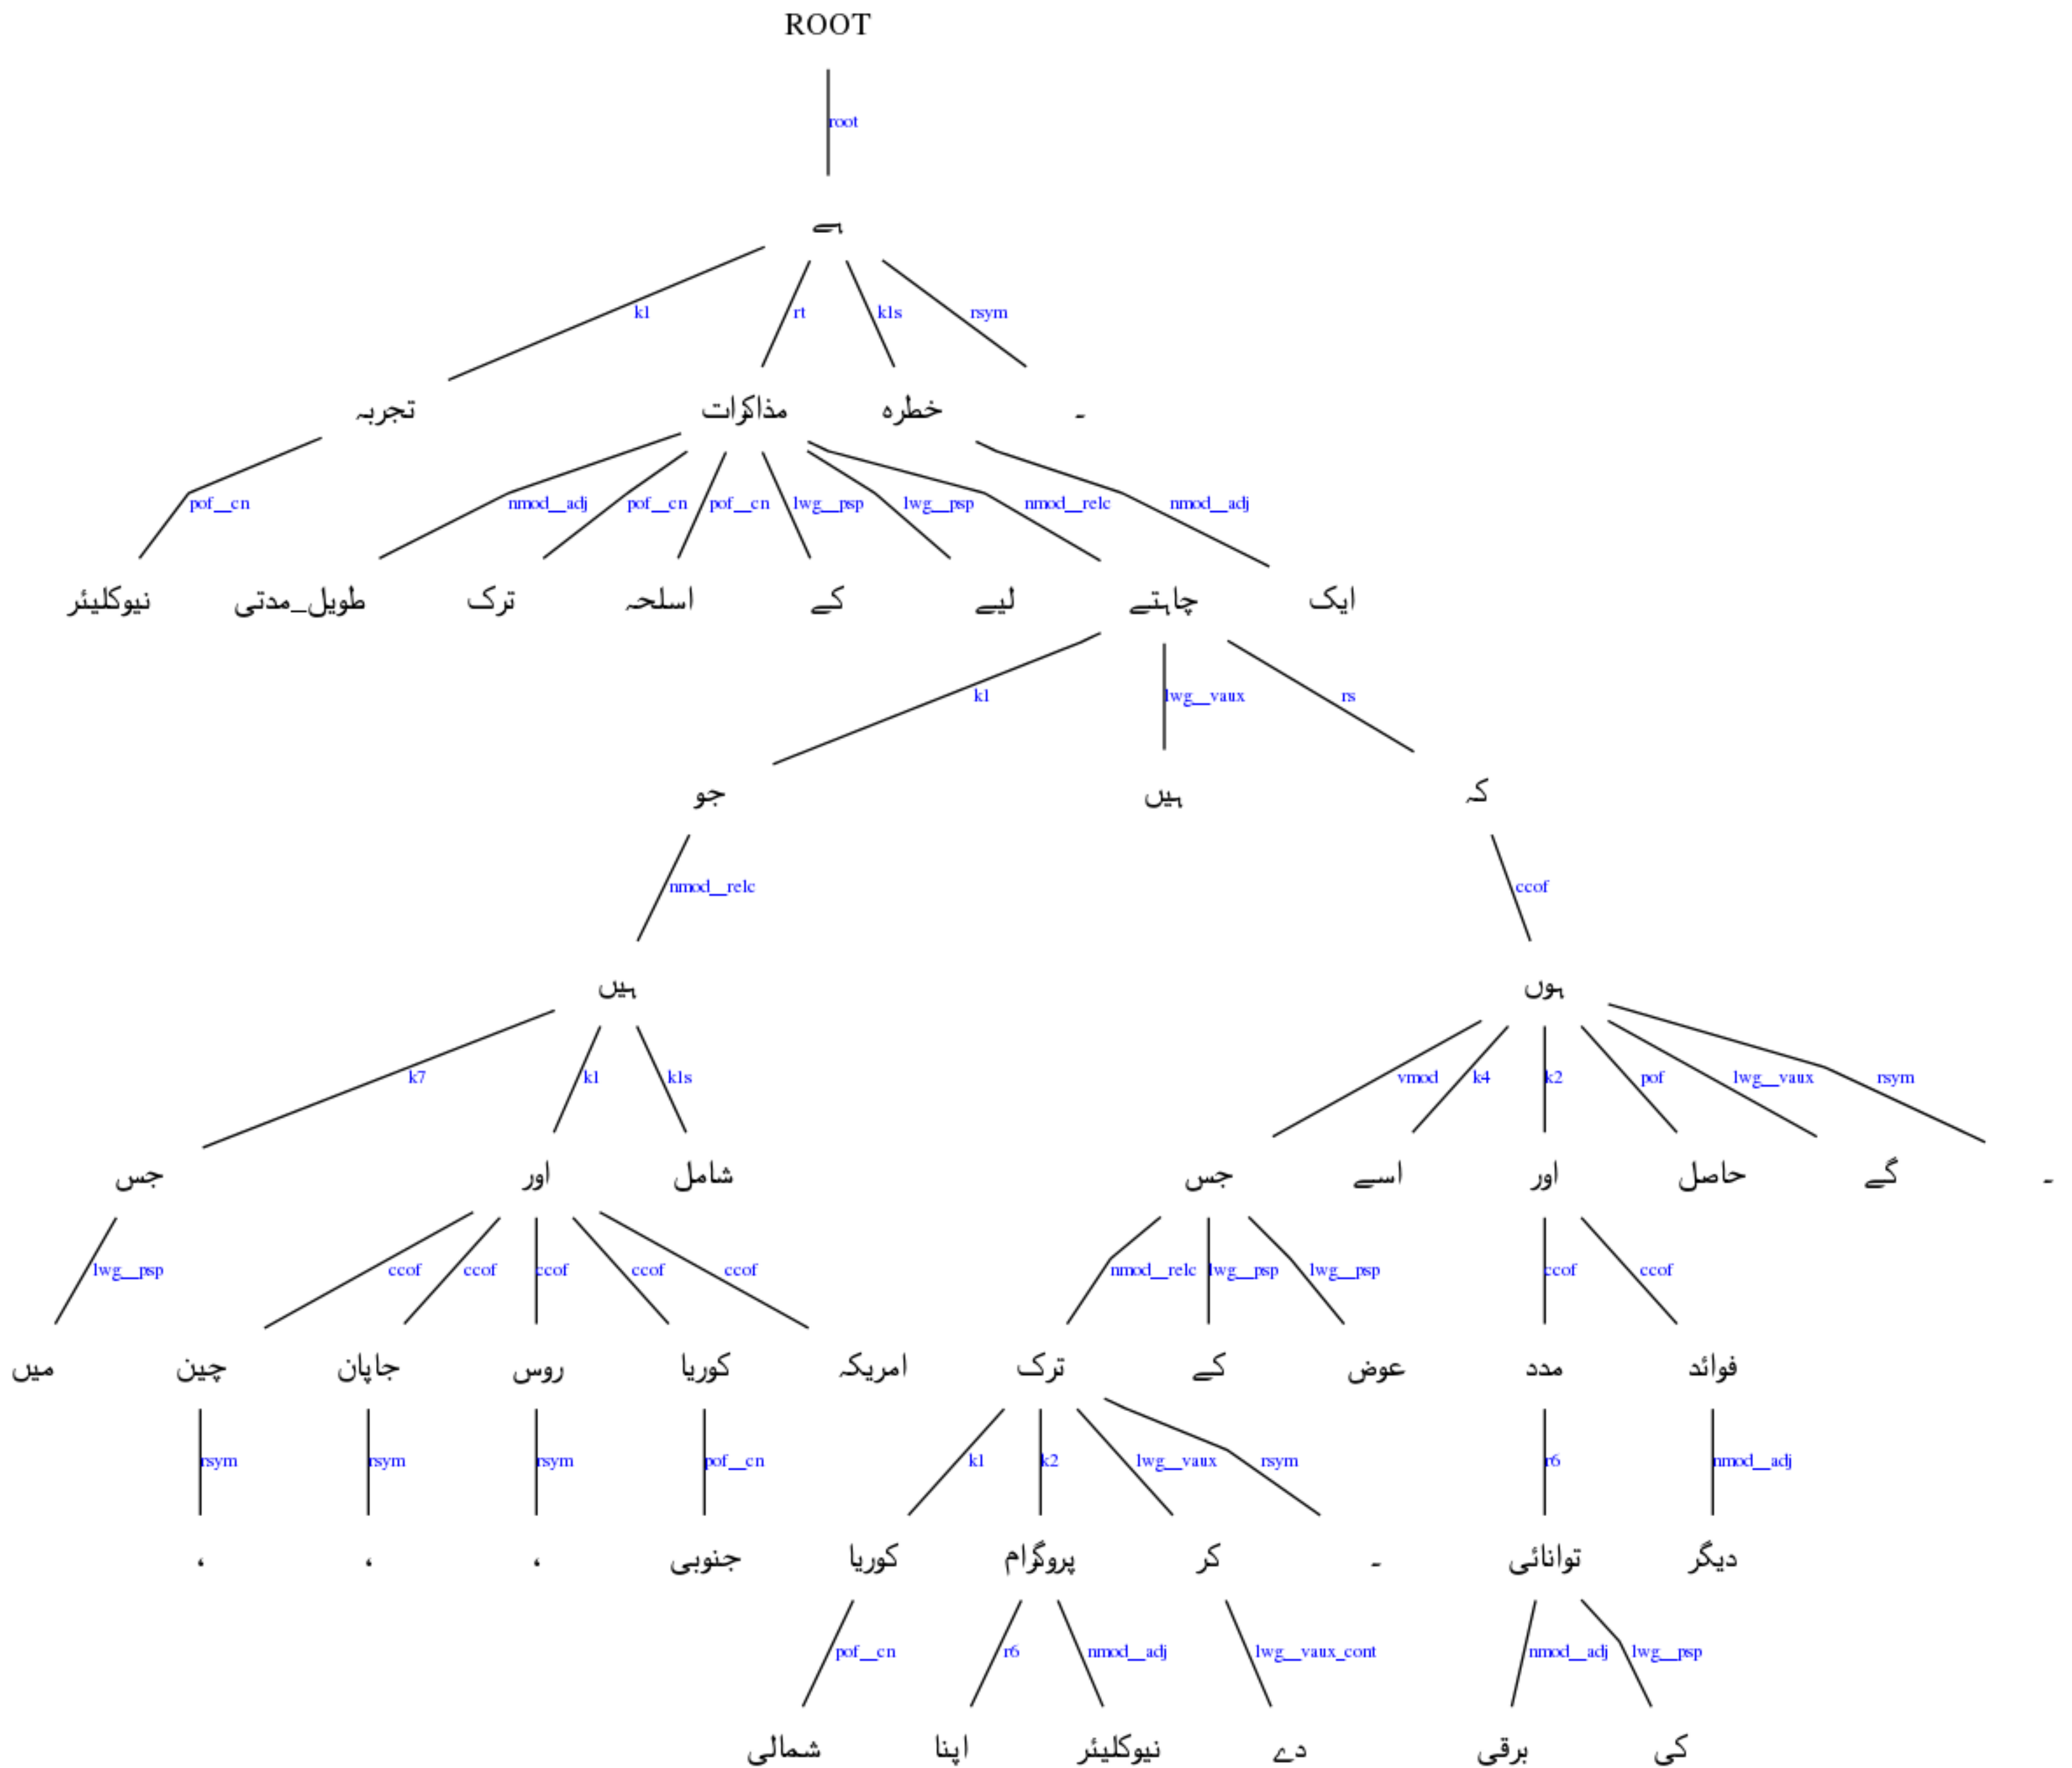 ROOT
root
ہے
k1 rt k1s rsym
تجربہ مذاکرات خطرہ ۔
pof__cn nmod__adj pof__cn pof__cn lwg__psp lwg__psp nmod__relc nmod__adj
نیوکلیئر طویل_مدتی ترک اسلحہ کے لیے چاہتے ایک
k1 lwg__vaux rs
جو ہیں کہ
nmod__relc ccof
ہیں ہوں
k7 k1 k1s vmod k4 k2 pof lwg__vaux rsym
جس اور شامل جس اسے اور حاصل گے ۔
lwg__psp ccof ccof ccof ccof ccof nmod__relc lwg__psp lwg__psp ccof ccof
میں چین جاپان روس کوریا امریکہ ترک کے عوض مدد فوائد
rsym rsym rsym pof__cn k1 k2 lwg__vaux rsym r6 nmod__adj
، ، ، جنوبی کوریا پروگرام کر ۔ توانائی دیگر
pof__cn r6 nmod__adj lwg__vaux_cont nmod__adj lwg__psp
شمالی اپنا نیوکلیئر دے برقی کی